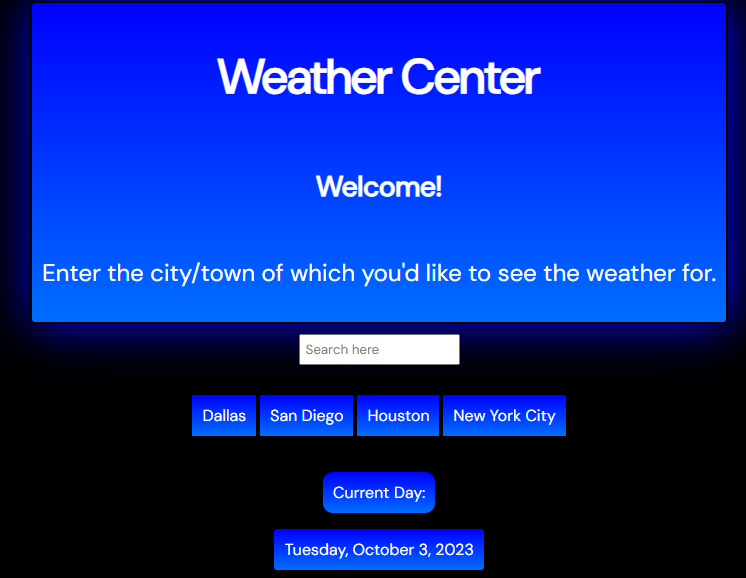 Weather Center
Welcome!
Enter the city/town of which you'd like to see the weather for.
Search here
Dallas San Diego Houston New York City
Current Day:
Tuesday, October 3, 2023